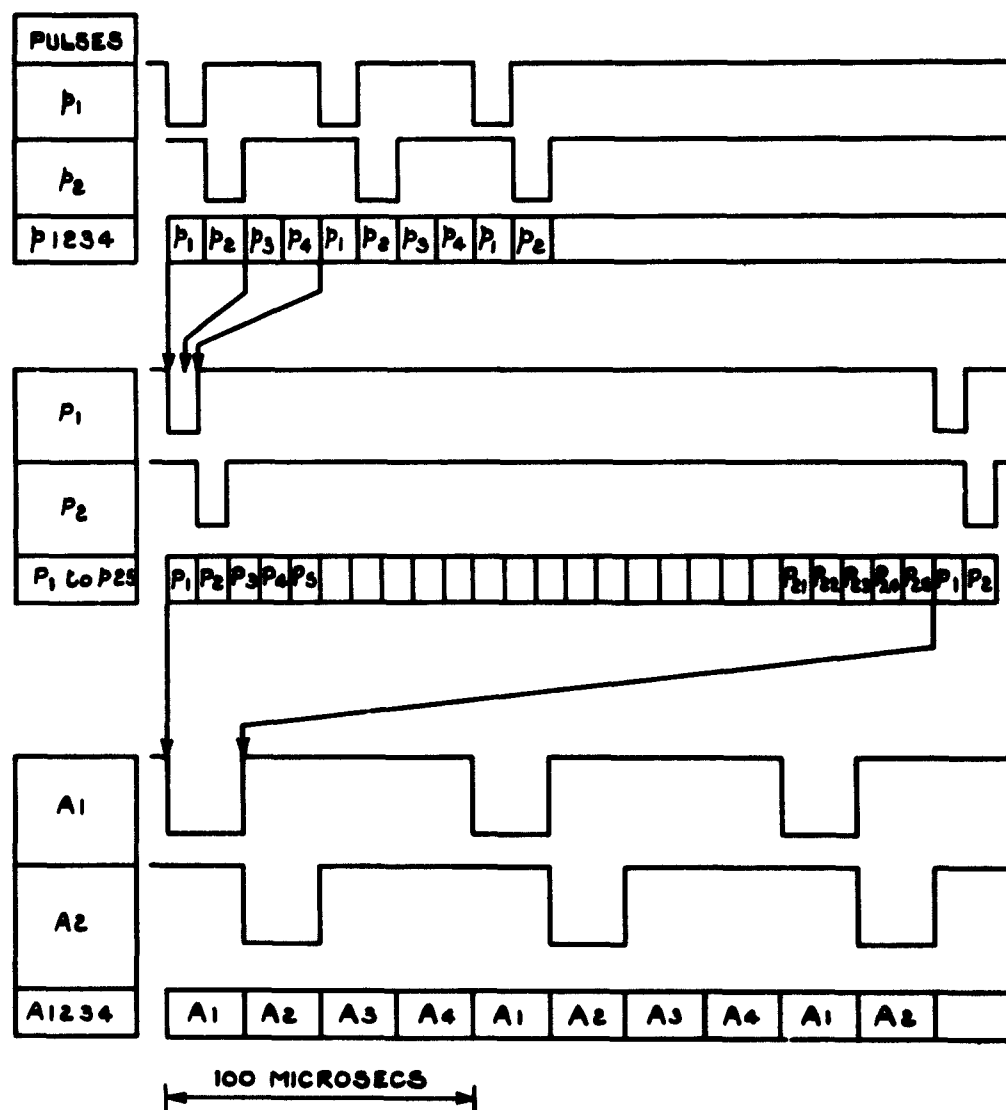 PULSES
p1
p2
p1234 p1 p2 p3 p4 p1 p2 p3 p4 p1 p2
P1
P2
P1 to P25 P1 P2 P3 P4 P5 P21 P22 P23 P24 P25 P1 P2
A1
A2
A1234 A1 A2 A3 A4 A1 A2 A3 A4 A1 A2
100 MICROSECS